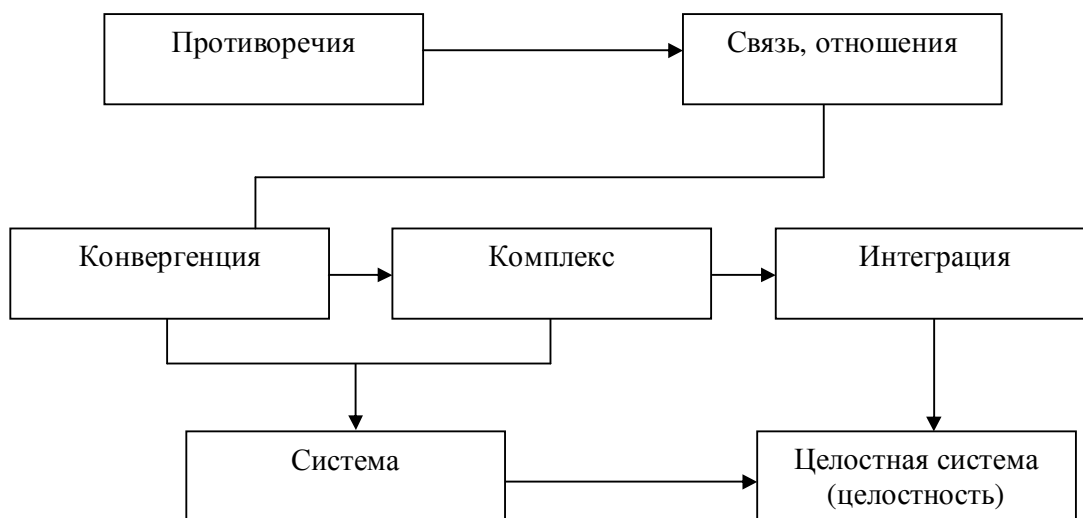 Противоречия
Связь, отношения
Конвергенция
Комплекс
Интеграция
Система
Целостная система
(целостность)